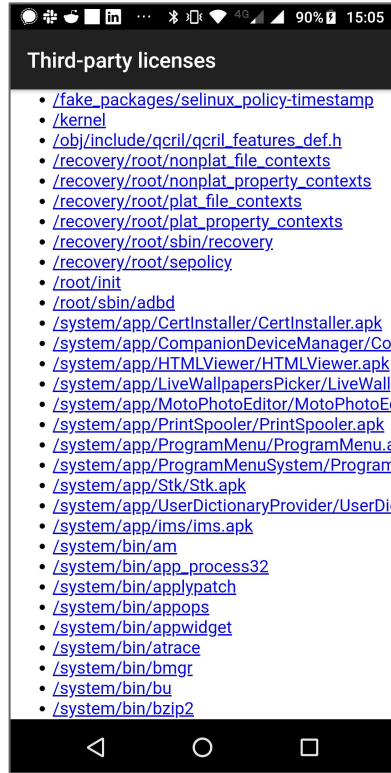 in ... 4G 90% 15:05
Third-party licenses
/fake_packages/selinux_policy-timestamp
/kernel
/obj/include/qcril/qcril_features_def.h
/recovery/root/nonplat_file_contexts
/recovery/root/nonplat_property_contexts
/recovery/root/plat_file_contexts
/recovery/root/plat_property_contexts
/recovery/root/sbin/recovery
/recovery/root/sepolicy
/root/init
/root/sbin/adbd
/system/app/CertInstaller/CertInstaller.apk
/system/app/CompanionDeviceManager/Co
/system/app/HTMLViewer/HTMLViewer.apk
/system/app/LiveWallpapersPicker/LiveWall
/system/app/MotoPhotoEditor/MotoPhotoE
/system/app/PrintSpooler/PrintSpooler.apk
/system/app/ProgramMenu/ProgramMenu.a
/system/app/ProgramMenuSystem/Program
/system/app/Stk/Stk.apk
/system/app/UserDictionaryProvider/UserDi
/system/app/ims/ims.apk
/system/bin/am
/system/bin/app_process32
/system/bin/applypatch
/system/bin/appops
/system/bin/appwidget
/system/bin/atrace
/system/bin/bmgr
/system/bin/bu
/system/bin/bzip2